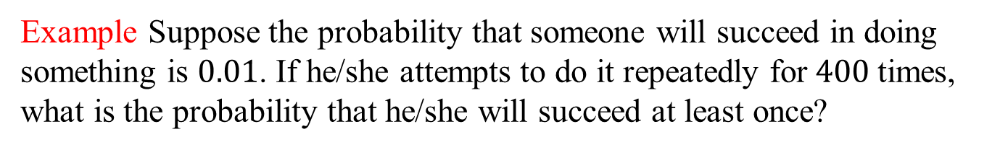 Example Suppose the probability that someone will succeed in doing
something is 0.01. If he/she attempts to do it repeatedly for 400 times,
what is the probability that he/she will succeed at least once?